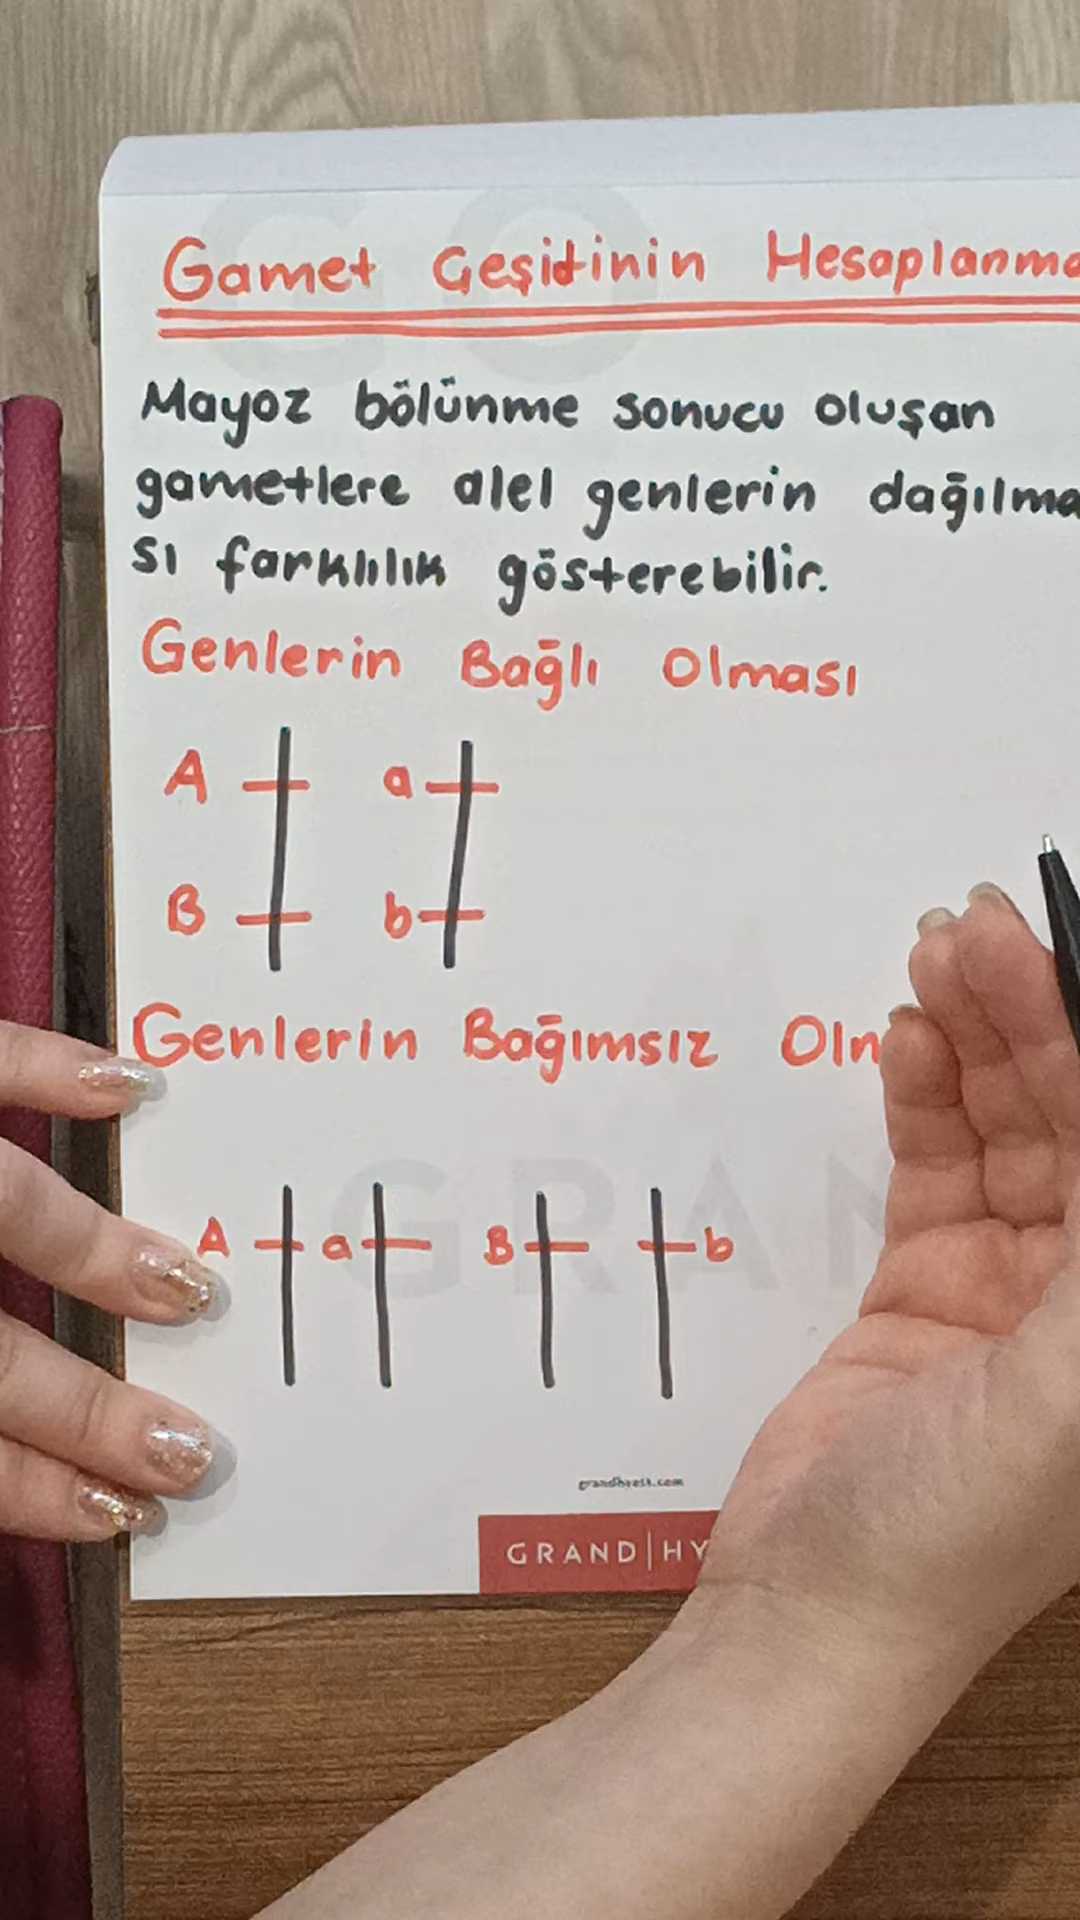 Gamet Çeşitinin Hesaplanma
Mayoz bölünme sonucu oluşan
gametlere alel genlerin dağılma
sı farklılık gösterebilir.
Genlerin Bağlı Olması
A a
B b
Genlerin Bağımsız
A a B b
GRAND HY